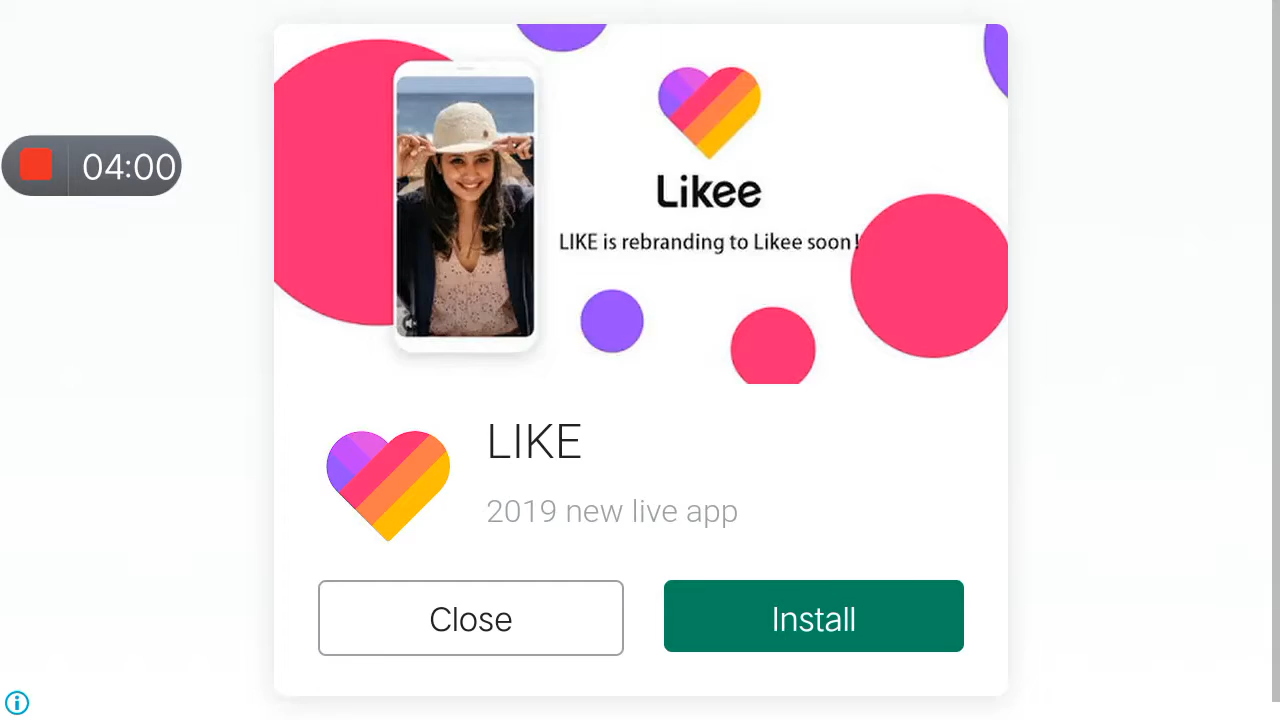 04:00
Likee
LIKE is rebranding to Likee soon!
LIKE
2019 new live app
Close
Install